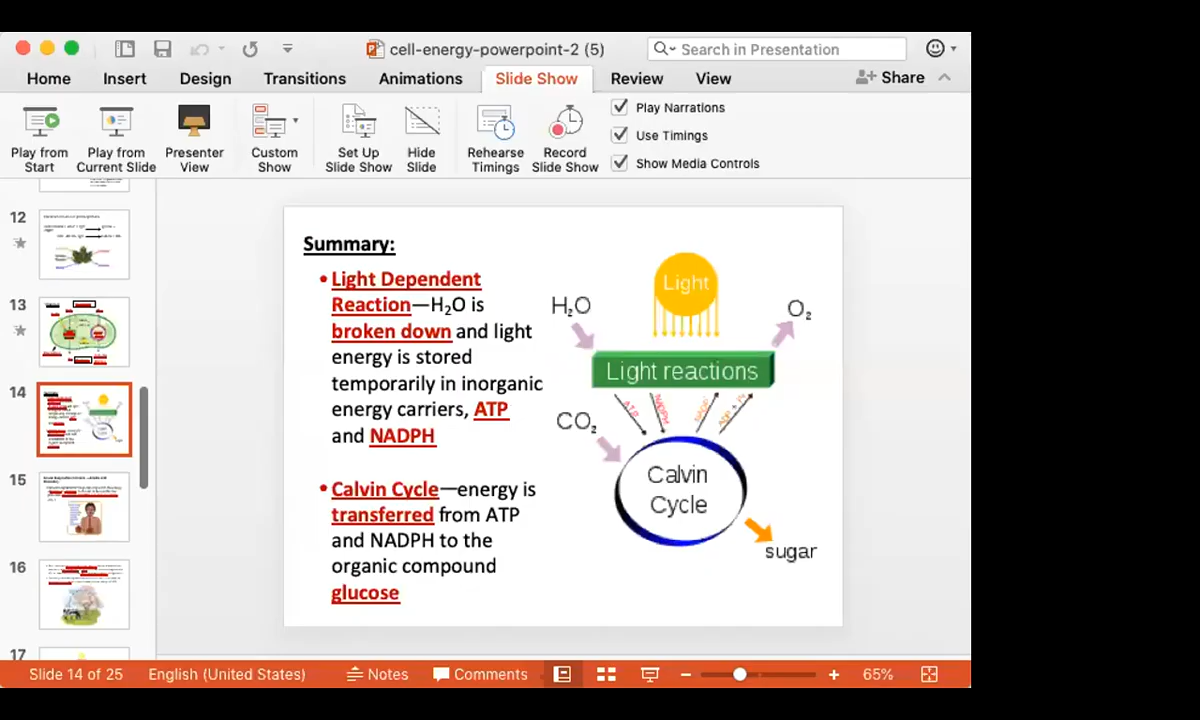 cell-energy-powerpoint-2 (5)
Search in Presentation
Home Insert Design Transitions Animations Slide Show Review View Share
Play from Start
Play from Current Slide
Presenter View
Custom Show
Set Up Slide Show
Hide Slide
Rehearse Timings
Record Slide Show
Play Narrations
Use Timings
Show Media Controls
12
13
14
15
16
17
Summary:
• Light Dependent
Reaction—H₂O is
broken down and light
energy is stored
temporarily in inorganic
energy carriers, ATP
and NADPH
• Calvin Cycle—energy is
transferred from ATP
and NADPH to the
organic compound
glucose
Light
H₂O
O₂
Light reactions
ATP
NADPH
CO₂
Calvin
Cycle
sugar
Slide 14 of 25 English (United States) Notes Comments 65%